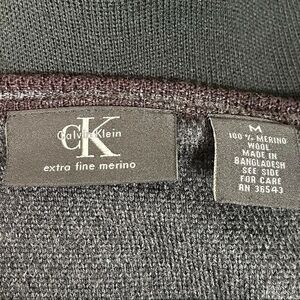 Calvin Klein
CK
extra fine merino
M
100% MERINO
WOOL
MADE IN
BANGLADESH
SEE SIDE
FOR CARE
RN 36543